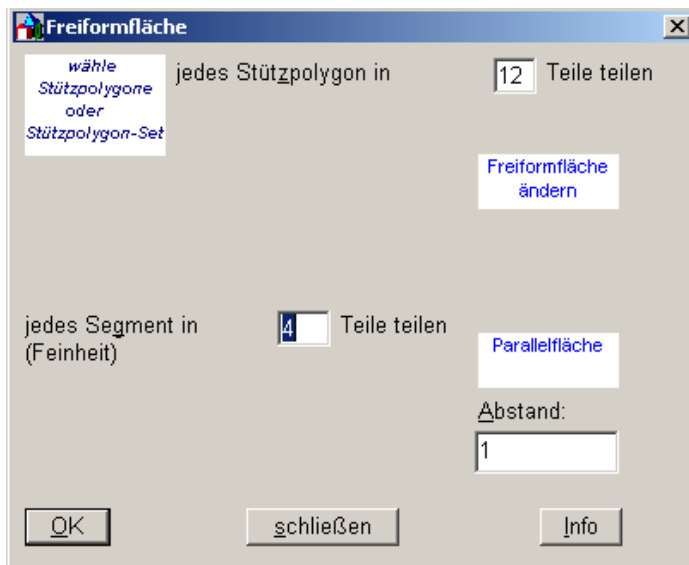 Freiformfläche
wähle
Stützpolygone
oder
Stützpolygon-Set
jedes Stützpolygon in 12 Teile teilen
Freiformfläche
ändern
jedes Segment in 4 Teile teilen
(Feinheit)
Parallelfläche
Abstand:
1
OK schließen Info